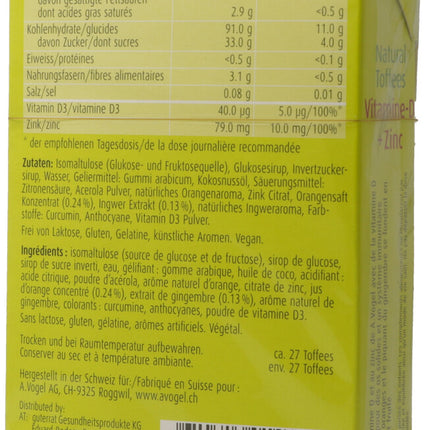 davon gesättigte Fettsäuren
dont acides gras saturés 2.9 g <0.5 g
Kohlenhydrate/glucides 91.0 g 11.0 g
davon Zucker/dont sucres 33.0 g 4.0 g
Eiweiss/protéines <0.5 g <0.1 g
Nahrungsfasern/fibres alimentaires 3.1 g <0.5 g
Salz/sel 0.08 g 0.01 g
Vitamin D3/vitamine D3 40.0 µg 5.0 µg/100%*
Zink/zinc 79.0 mg 10.0 mg/100%*
* der empfohlenen Tagesdosis/de la dose journalière recommandée
Zutaten: Isomaltulose (Glukose- und Fruktosequelle), Glukosesirup, Invertzucker-
sirup, Wasser, Geliermittel: Gummi arabicum, Kokosnussöl, Säuerungsmittel:
Zitronensäure, Acerola Pulver, natürliches Orangenaroma, Zink Citrat, Orangensaft
Konzentrat (0.24%), Ingwer Extrakt (0.13%), natürliches Ingweraroma, Farb-
stoffe: Curcumin, Anthocyane, Vitamin D3 Pulver.
Frei von Laktose, Gluten, Gelatine, künstliche Aromen. Vegan.
Ingrédients : isomaltulose (source de glucose et de fructose), sirop de glucose,
sirop de sucre inverti, eau, gélifiant : gomme arabique, huile de coco, acidifiant :
acide citrique, poudre d'acérola, arôme naturel d'orange, citrate de zinc, jus
d'orange concentré (0.24%), extrait de gingembre (0.13%), arôme naturel de
gingembre, colorants : curcumine, anthocyanes, poudre de vitamine D3.
Sans lactose, gluten, gélatine, arômes artificiels. Végétal.
Trocken und bei Raumtemperatur aufbewahren.
Conserver au sec et à température ambiante.
ca. 27 Toffees
env. 27 Toffees
Hergestellt in der Schweiz für:/Fabriqué en Suisse pour :
A.Vogel AG, CH-9325 Roggwil, www.avogel.ch
Distributed by:
AT: guterrat Gesundheitsprodukte KG
Natural
Toffees
Vitamine-D
+ Zinc